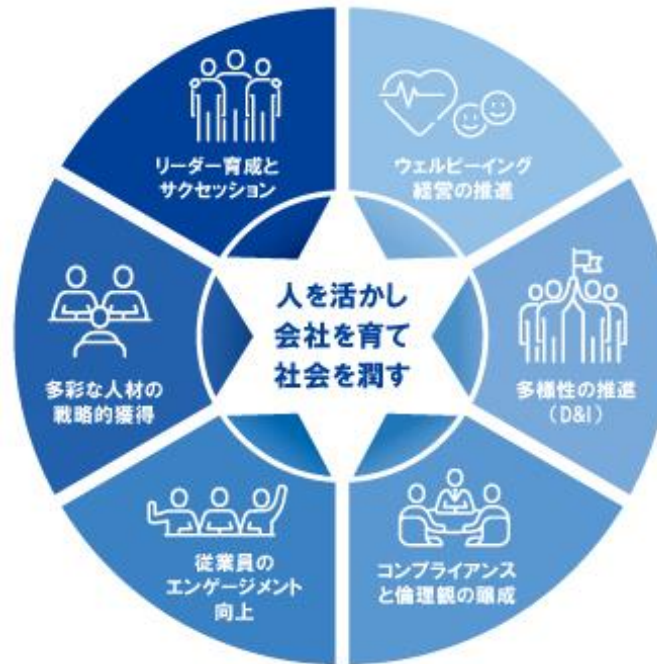 リーダー育成と
サクセッション
ウェルビーイング
経営の推進
多彩な人材の
戦略的獲得
人を活かし
会社を育て
社会を潤す
多様性の推進
（D&I）
従業員の
エンゲージメント
向上
コンプライアンス
と倫理観の醸成